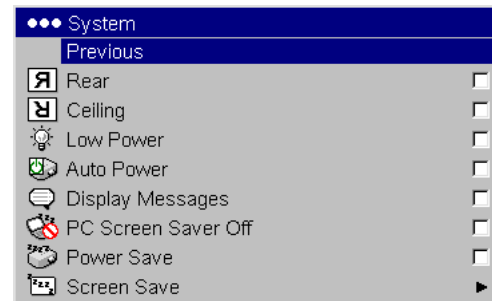 System
Previous
Rear
Ceiling
Low Power
Auto Power
Display Messages
PC Screen Saver Off
Power Save
Screen Save